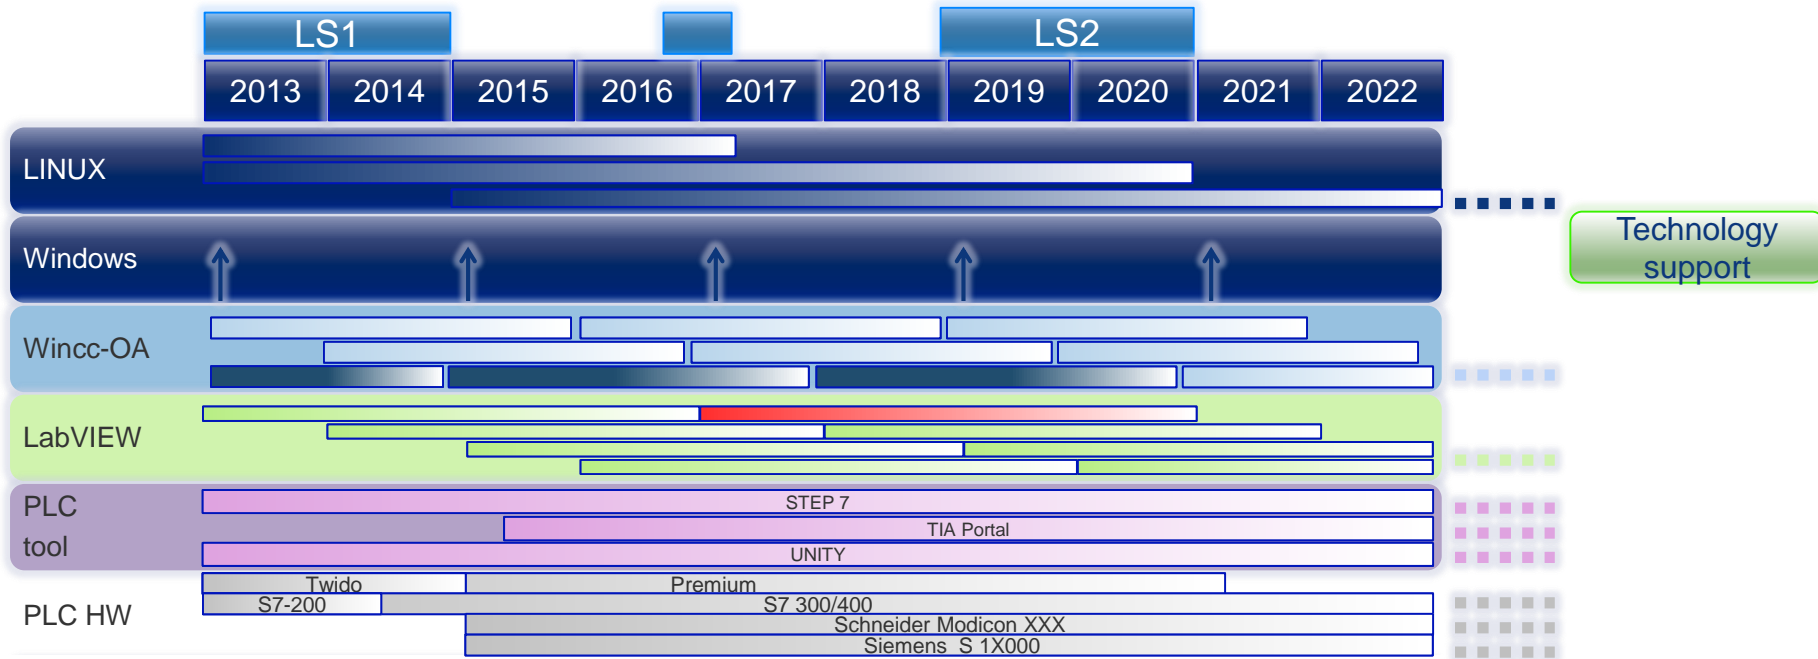 LS1 LS2
2013 2014 2015 2016 2017 2018 2019 2020 2021 2022
LINUX
Technology
support
Windows
Wincc-OA
LabVIEW
PLC
tool
STEP 7
TIA Portal
UNITY
PLC HW
Twido Premium
S7-200 S7 300/400
Schneider Modicon XXX
Siemens S 1X000